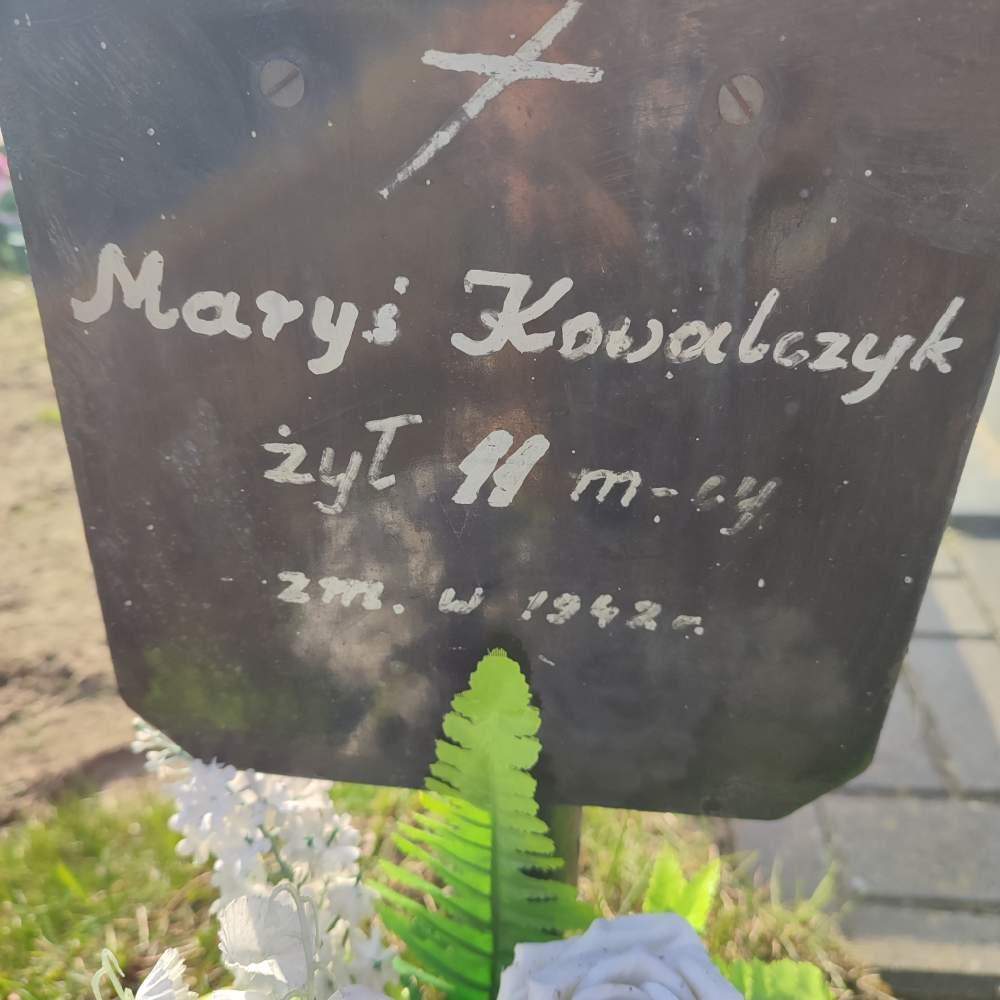 Maryś Kowalczyk
żył 11 m-cy
zm. w 1942 r.